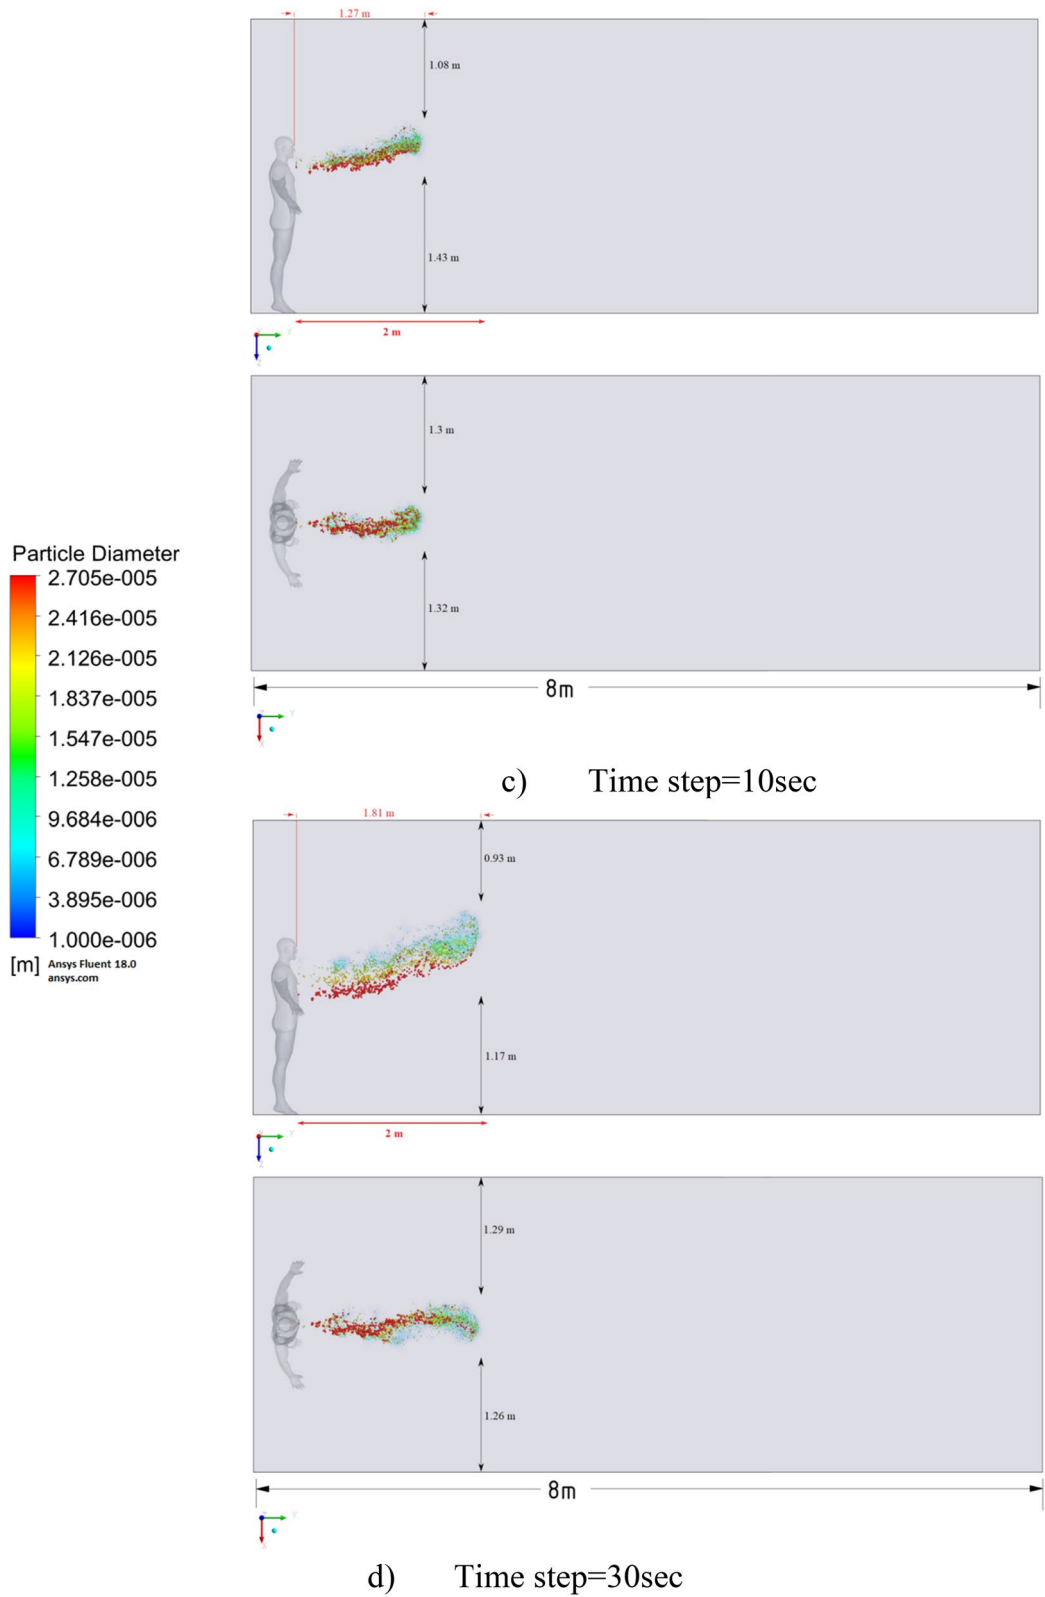 1.27 m
1.08 m
1.43 m
2 m
Y
Z
1.3 m
Particle Diameter
2.705e-005
2.416e-005
2.126e-005
1.837e-005
1.547e-005
1.258e-005
9.684e-006
6.789e-006
3.895e-006
1.000e-006
[m] Ansys Fluent 18.0
ansys.com
1.32 m
8m
Y
X
c) Time step=10sec
1.81 m
0.93 m
1.17 m
2 m
Y
Z
1.29 m
1.26 m
8m
Y
X
d) Time step=30sec